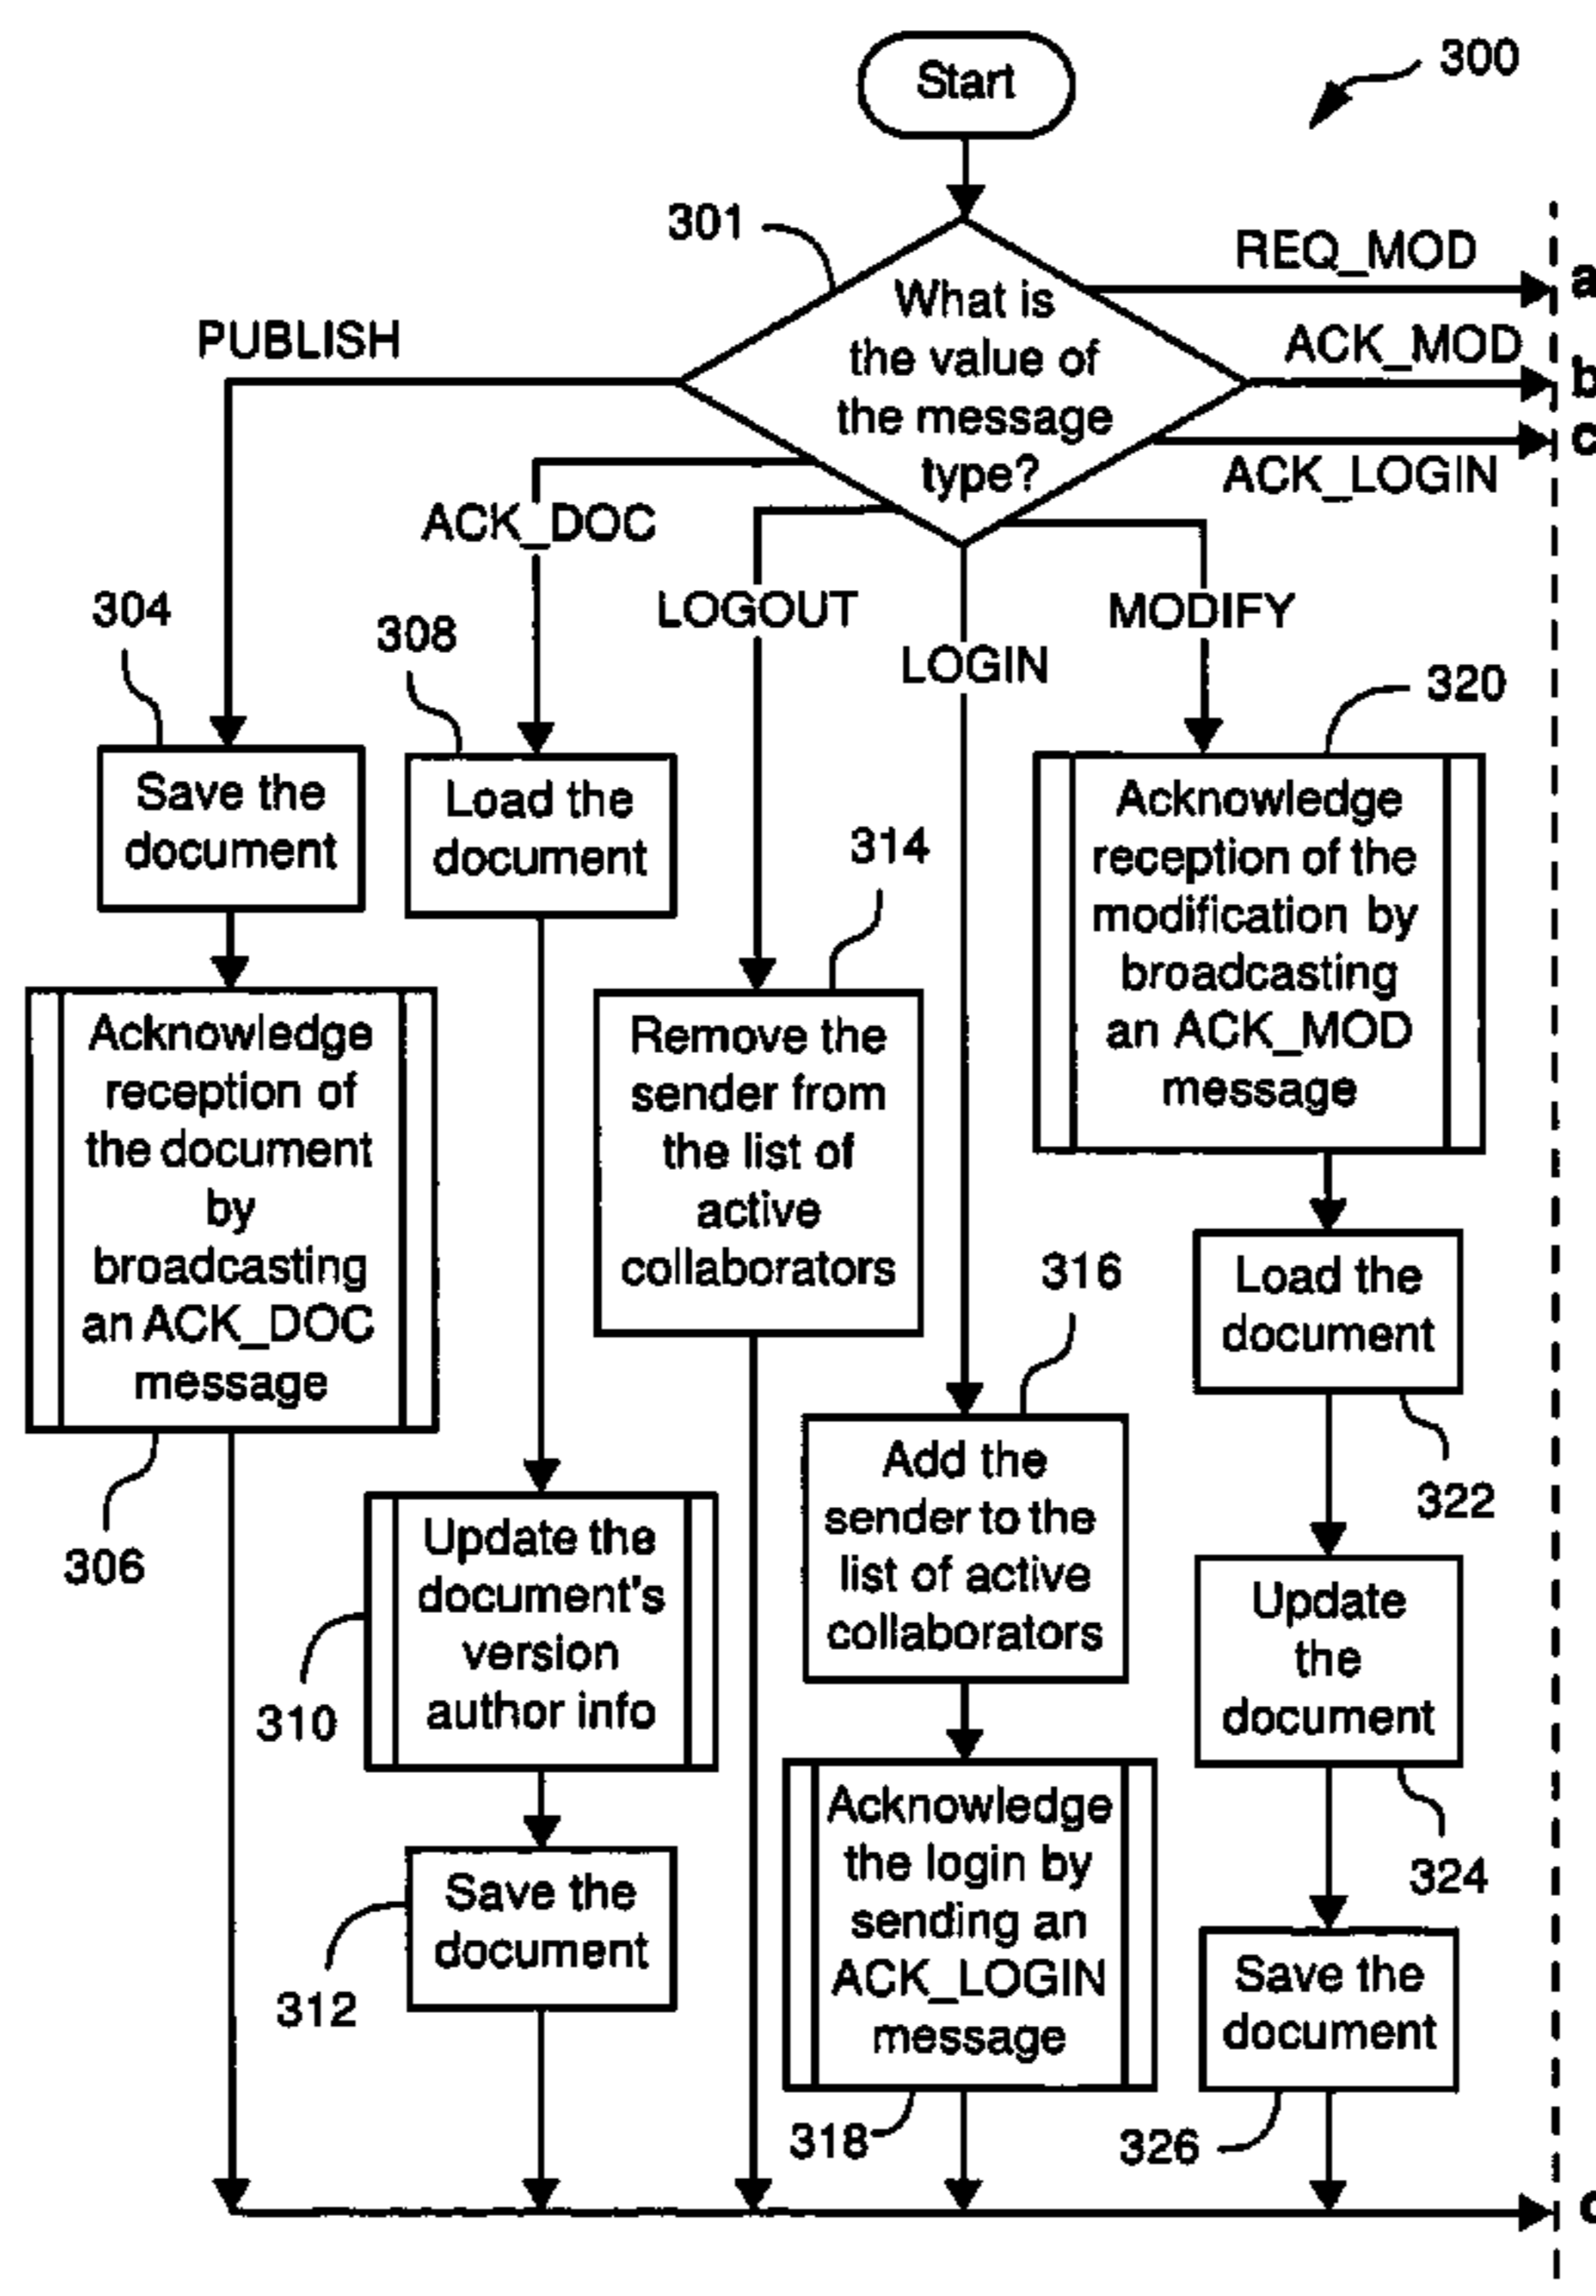 Start
300
301
What is
the value of
the message
type?
REQ_MOD
a
ACK_MOD
b
c
ACK_LOGIN
PUBLISH
ACK_DOC
LOGOUT
LOGIN
MODIFY
304
Save the
document
308
Load the
document
314
Remove the
sender from
the list of
active
collaborators
320
Acknowledge
reception of the
modification by
broadcasting
an ACK_MOD
message
Acknowledge
reception of
the document
by
broadcasting
an ACK_DOC
message
306
316
Add the
sender to the
list of active
collaborators
Load the
document
322
310
Update the
document's
version
author info
Update
the
document
324
312
Save the
document
Acknowledge
the login by
sending an
ACK_LOGIN
message
318
Save the
document
326